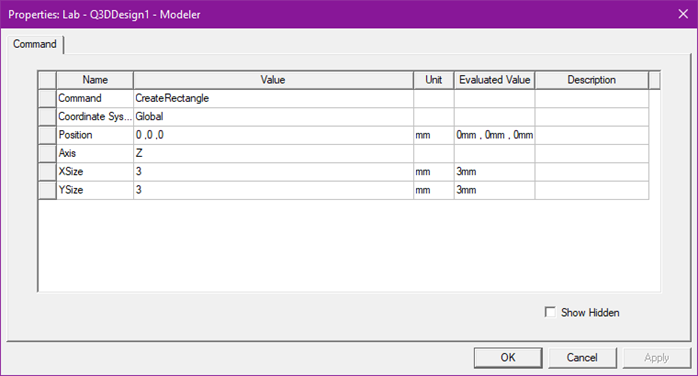 Properties: Lab - Q3DDesign1 - Modeler
Command
Name Value Unit Evaluated Value Description
Command CreateRectangle
Coordinate Sys... Global
Position 0 ,0 ,0 mm 0mm , 0mm , 0mm
Axis Z
XSize 3 mm 3mm
YSize 3 mm 3mm
Show Hidden
OK Cancel Apply